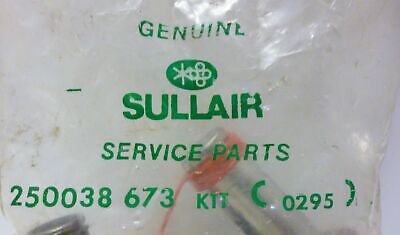 GENUINE
SULLAIR
SERVICE PARTS
250038 673 KIT ( 0295 )